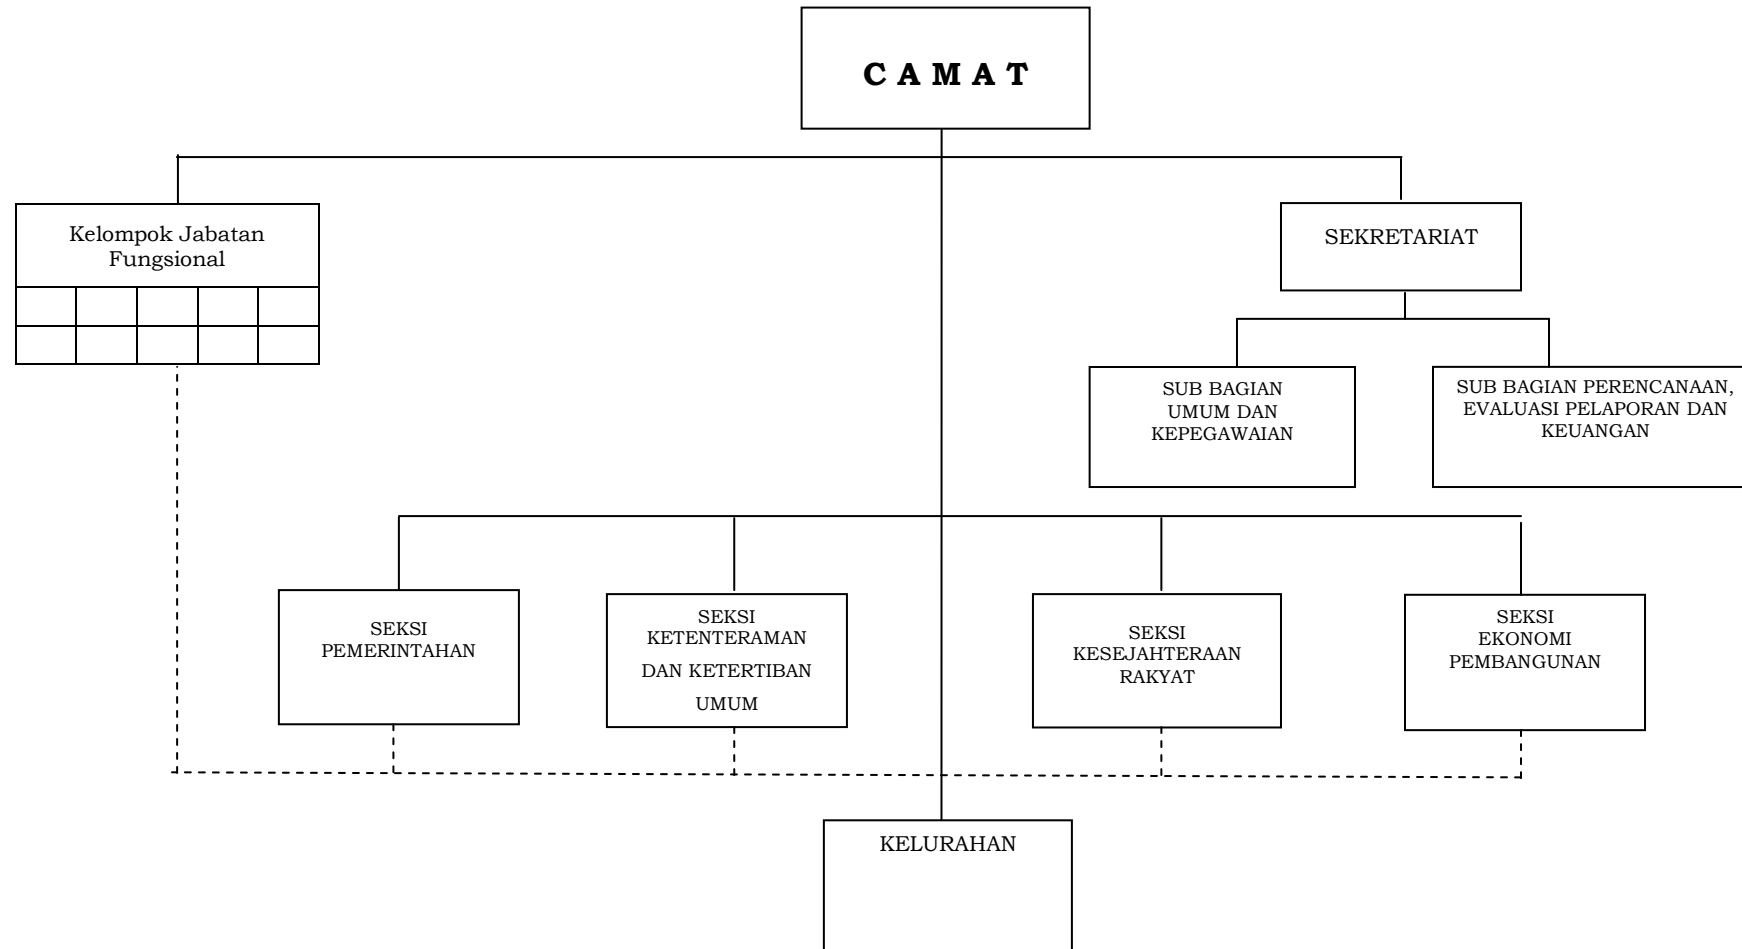 C A M A T
Kelompok Jabatan
Fungsional
SEKRETARIAT
SUB BAGIAN
UMUM DAN
KEPEGAWAIAN
SUB BAGIAN PERENCANAAN,
EVALUASI PELAPORAN DAN
KEUANGAN
SEKSI
PEMERINTAHAN
SEKSI
KETENTERAMAN
DAN KETERTIBAN
UMUM
SEKSI
KESEJAHTERAAN
RAKYAT
SEKSI
EKONOMI
PEMBANGUNAN
KELURAHAN